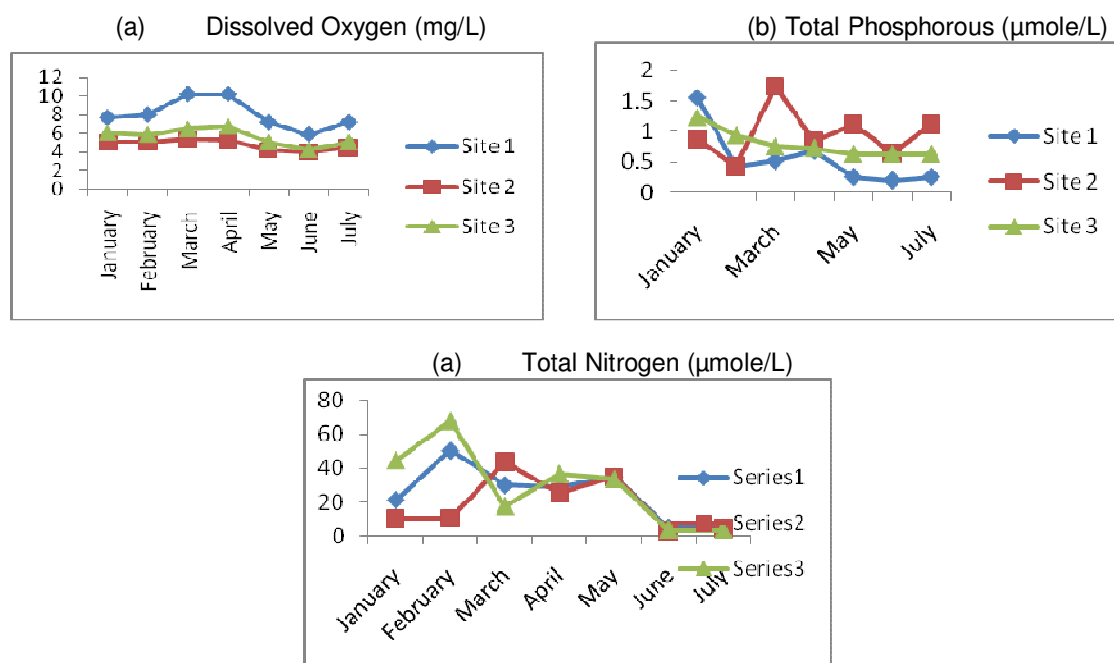 (a) Dissolved Oxygen (mg/L)
12
10
8
6
4
2
0
January
February
March
April
May
June
July
Site 1
Site 2
Site 3
(b) Total Phosphorous (µmole/L)
2
1.5
1
0.5
0
January
March
May
July
Site 1
Site 2
Site 3
(a) Total Nitrogen (µmole/L)
80
60
40
20
0
January
February
March
April
May
June
July
Series1
Series2
Series3